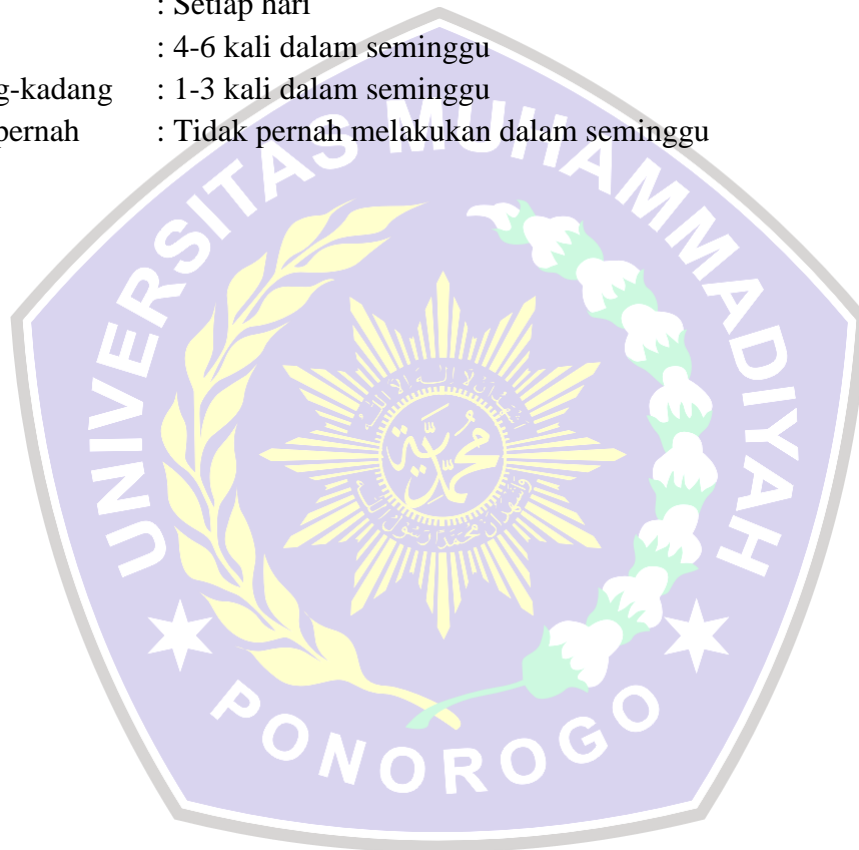 : Setiap hari
: 4-6 kali dalam seminggu
g-kadang : 1-3 kali dalam seminggu
pernah : Tidak pernah melakukan dalam seminggu
UNIVERSITAS MUHAMMADIYAH
محمدية
PONOROGO